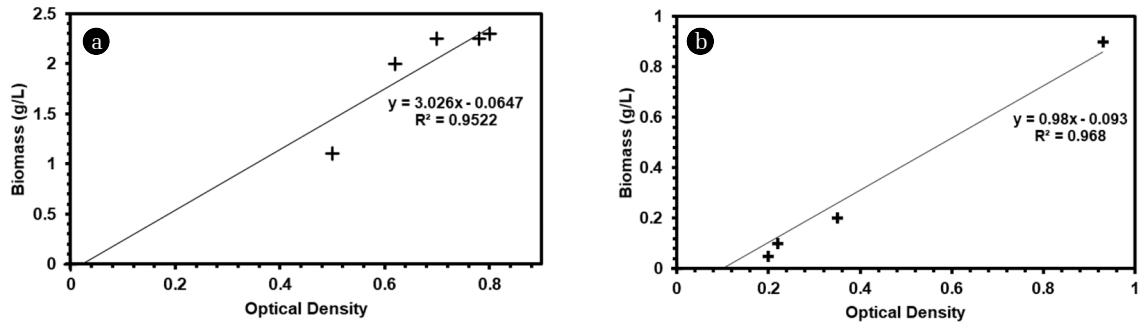 a
2.5
2
1.5
1
0.5
0
0
0.2
0.4
0.6
0.8
Biomass (g/L)
Optical Density
y = 3.026x - 0.0647
R² = 0.9522
b
1
0.8
0.6
0.4
0.2
0
0
0.2
0.4
0.6
0.8
1
Biomass (g/L)
Optical Density
y = 0.98x - 0.093
R² = 0.968